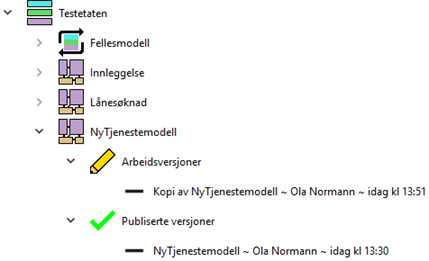 Testetaten
Fellesmodell
Innleggelse
Lånesøknad
NyTjenestemodell
Arbeidsversjoner
Kopi av NyTjenestemodell ~ Ola Normann ~ idag kl 13:51
Publiserte versjoner
NyTjenestemodell ~ Ola Normann ~ idag kl 13:30